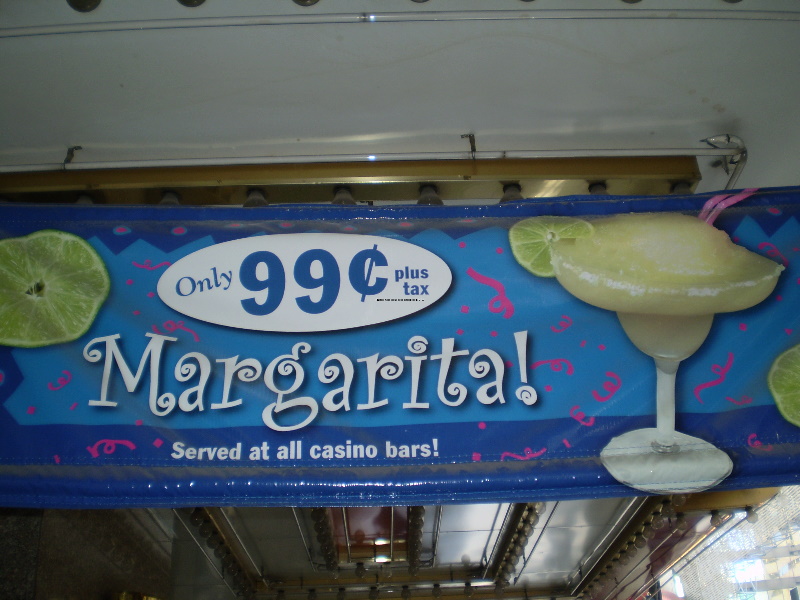 Only 99¢ plus tax
Margarita!
Served at all casino bars!